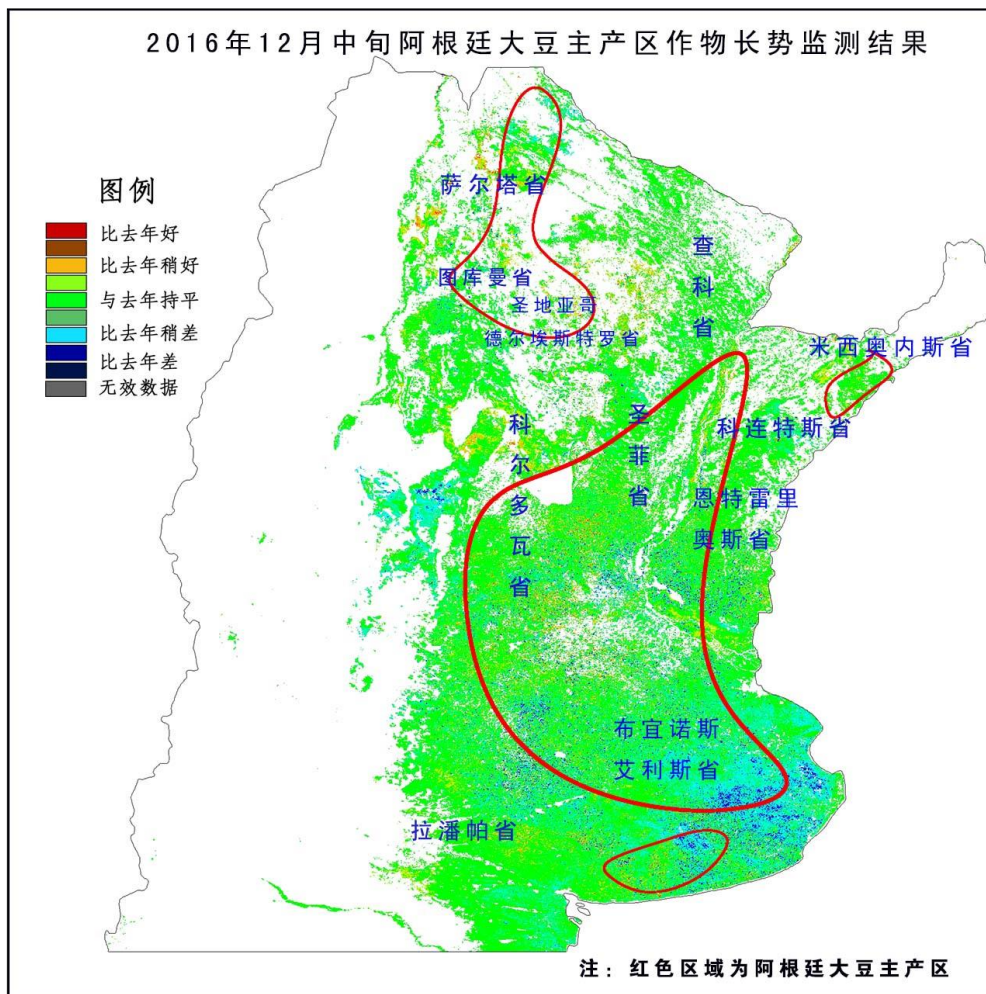 2016年12月中旬阿根廷大豆主产区作物长势监测结果
图例
比去年好
比去年稍好
与去年持平
比去年稍差
比去年差
无效数据
萨尔塔省
查科省
图库曼省
圣地亚哥
德尔埃斯特罗省
米西奥内斯省
科尔多瓦省
圣菲省
科连特斯省
恩特雷里
奥斯省
布宜诺斯
艾利斯省
拉潘帕省
注：红色区域为阿根廷大豆主产区